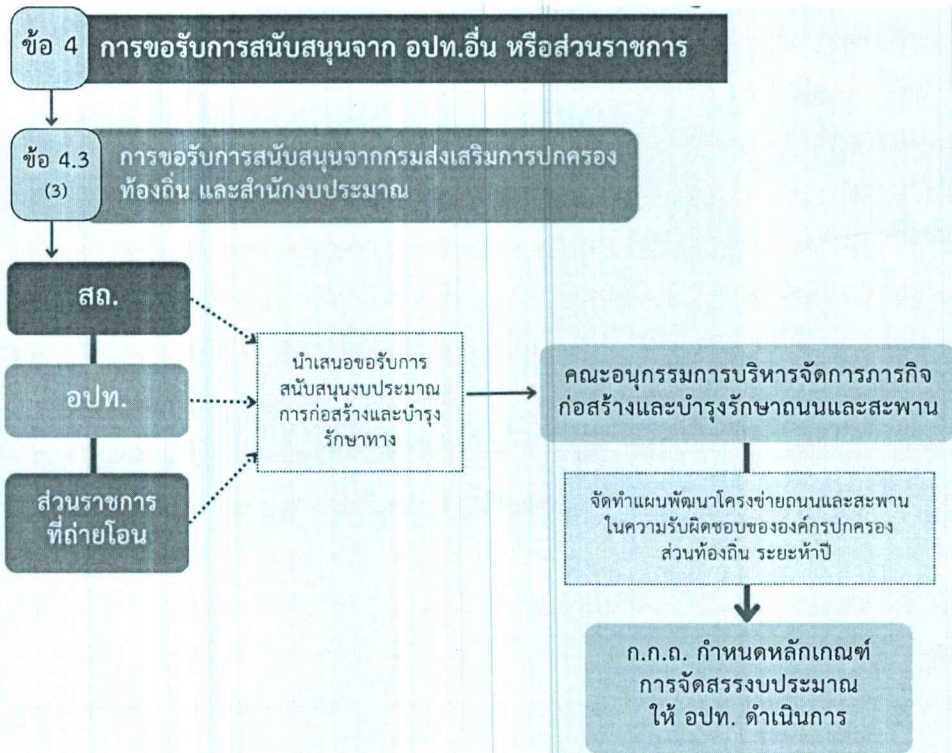 ข้อ 4
การขอรับการสนับสนุนจาก อปท.อื่น หรือส่วนราชการ
ข้อ 4.3
(3)
การขอรับการสนับสนุนจากกรมส่งเสริมการปกครอง
ท้องถิ่น และสำนักงบประมาณ
สถ.
อปท.
ส่วนราชการ
ที่ถ่ายโอน
นำเสนอขอรับการ
สนับสนุนงบประมาณ
การก่อสร้างและบำรุง
รักษาทาง
คณะอนุกรรมการบริหารจัดการภารกิจ
ก่อสร้างและบำรุงรักษาถนนและสะพาน
จัดทำแผนพัฒนาโครงข่ายถนนและสะพาน
ในความรับผิดชอบขององค์กรปกครอง
ส่วนท้องถิ่น ระยะห้าปี
ก.ก.ถ. กำหนดหลักเกณฑ์
การจัดสรรงบประมาณ
ให้ อปท. ดำเนินการ